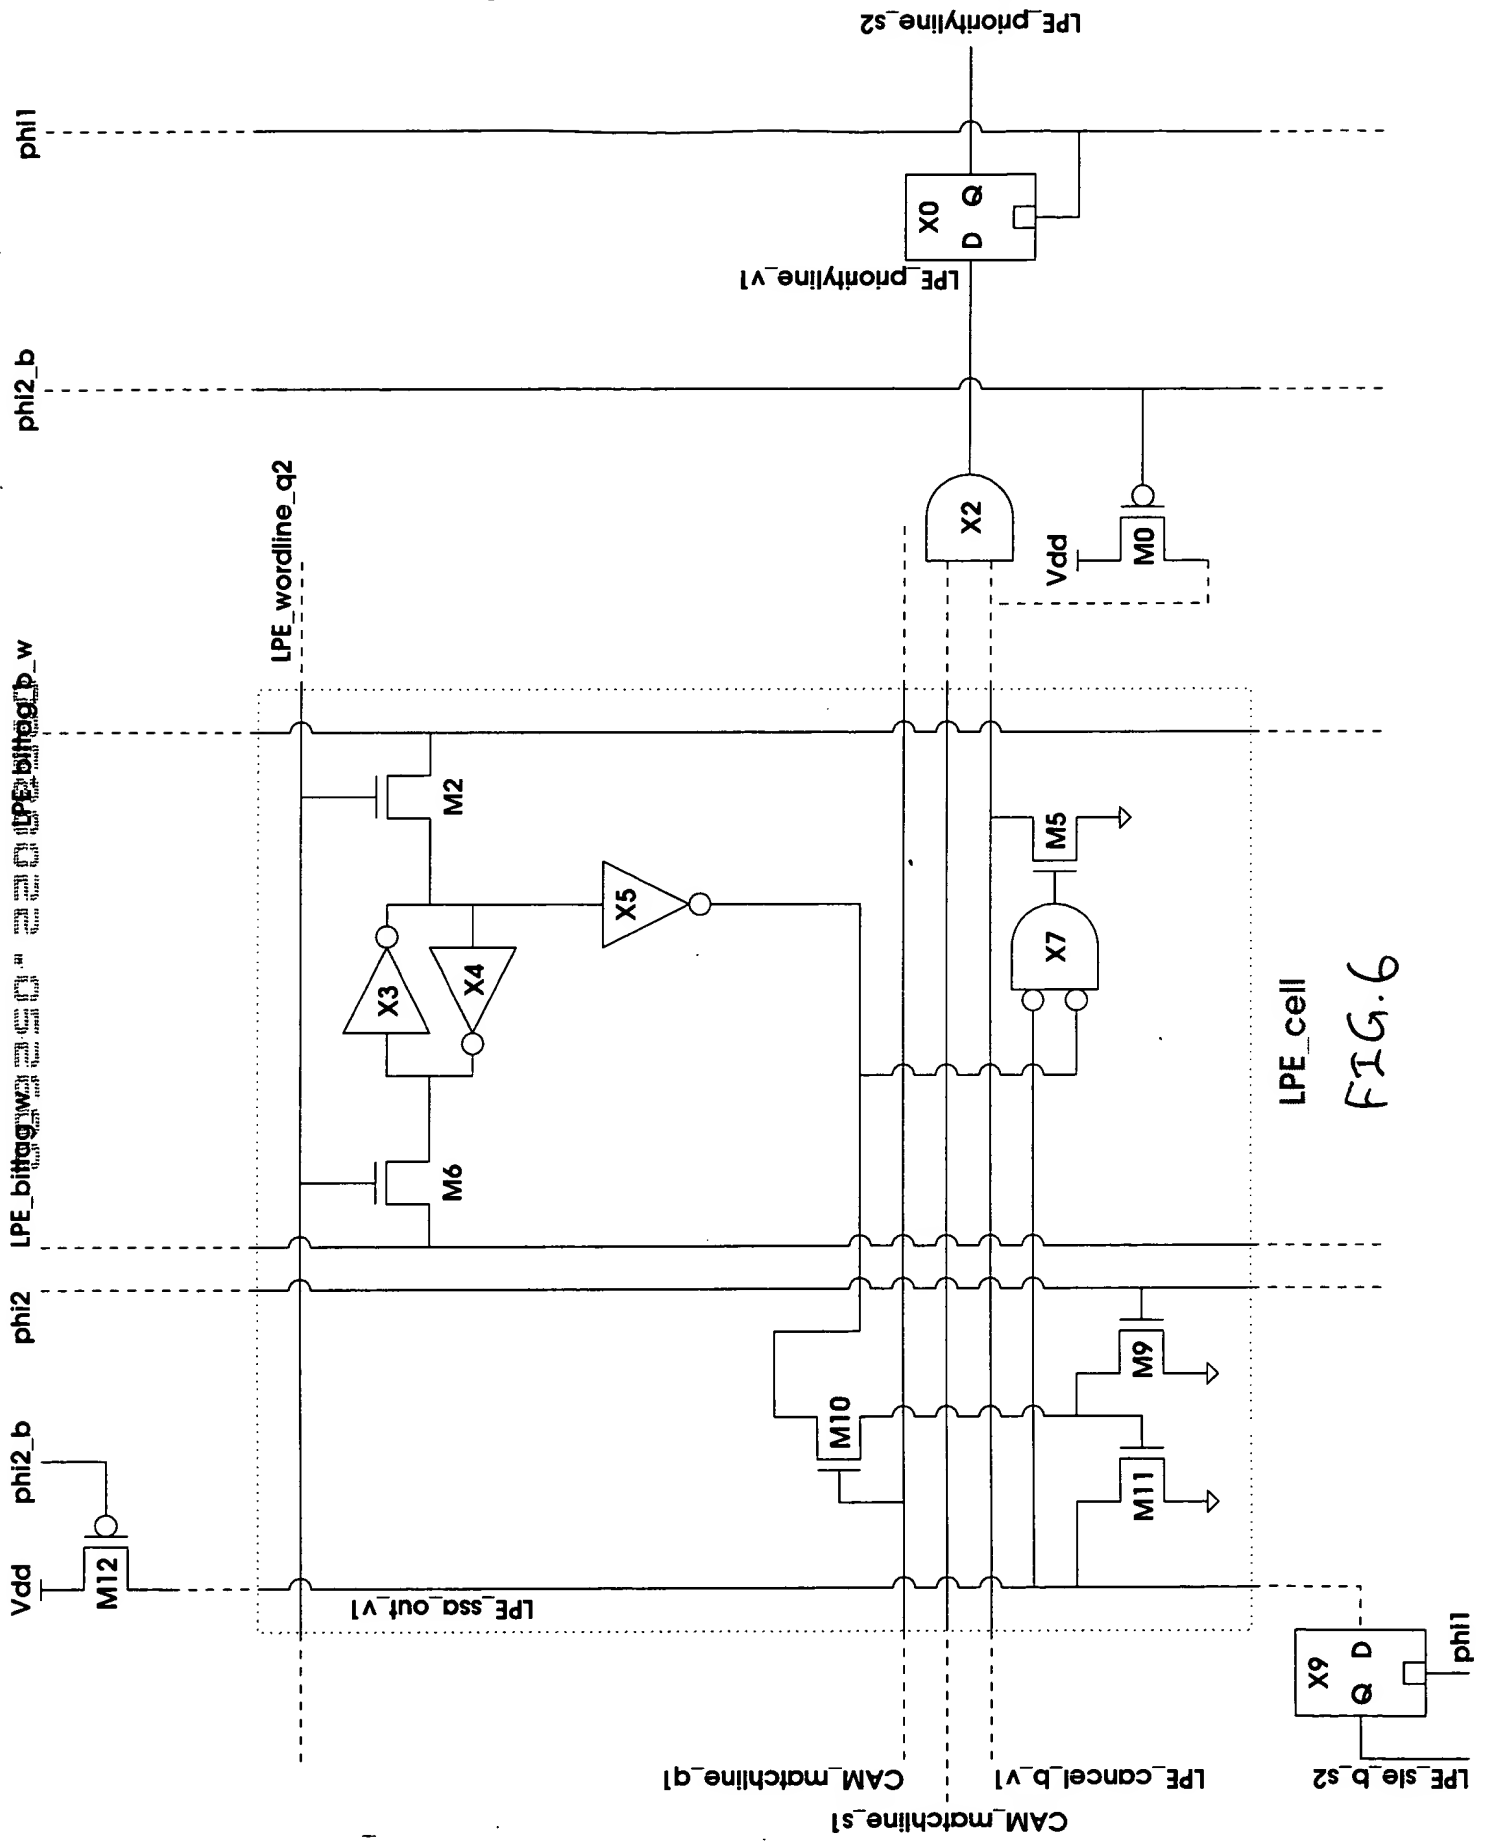 phi1
LPE_priorityline_s2
X0
D Q
LPE_priorityline_v1
phi2_b
LPE_wordline_q2
X2
Vdd
M0
LPE_bittag_b_w
M2
X3
X4
X5
M5
X7
LPE_bittag_w
M6
phi2
M10
M9
M11
phi2_b
Vdd
M12
LPE_ssa_out_v1
X9
Q D
phi1
CAM_matchline_q1
CAM_matchline_s1
LPE_cancel_b_v1
LPE_sle_b_s2
LPE_cell
FIG.6